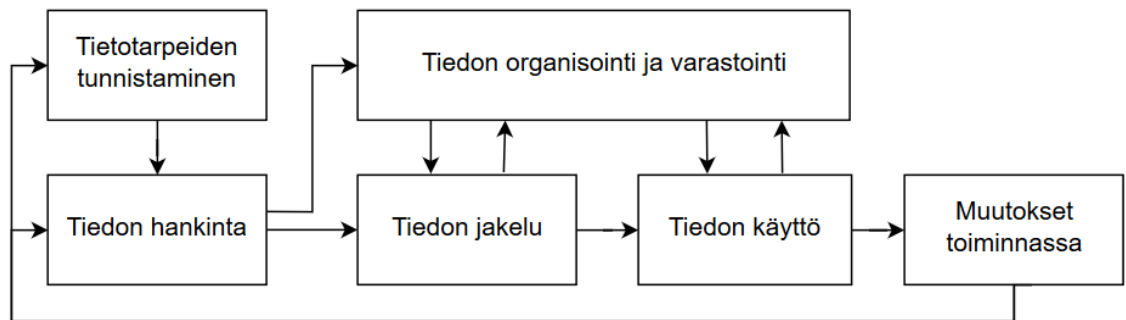 Tietotarpeiden
tunnistaminen
Tiedon organisointi ja varastointi
Tiedon hankinta
Tiedon jakelu
Tiedon käyttö
Muutokset
toiminnassa